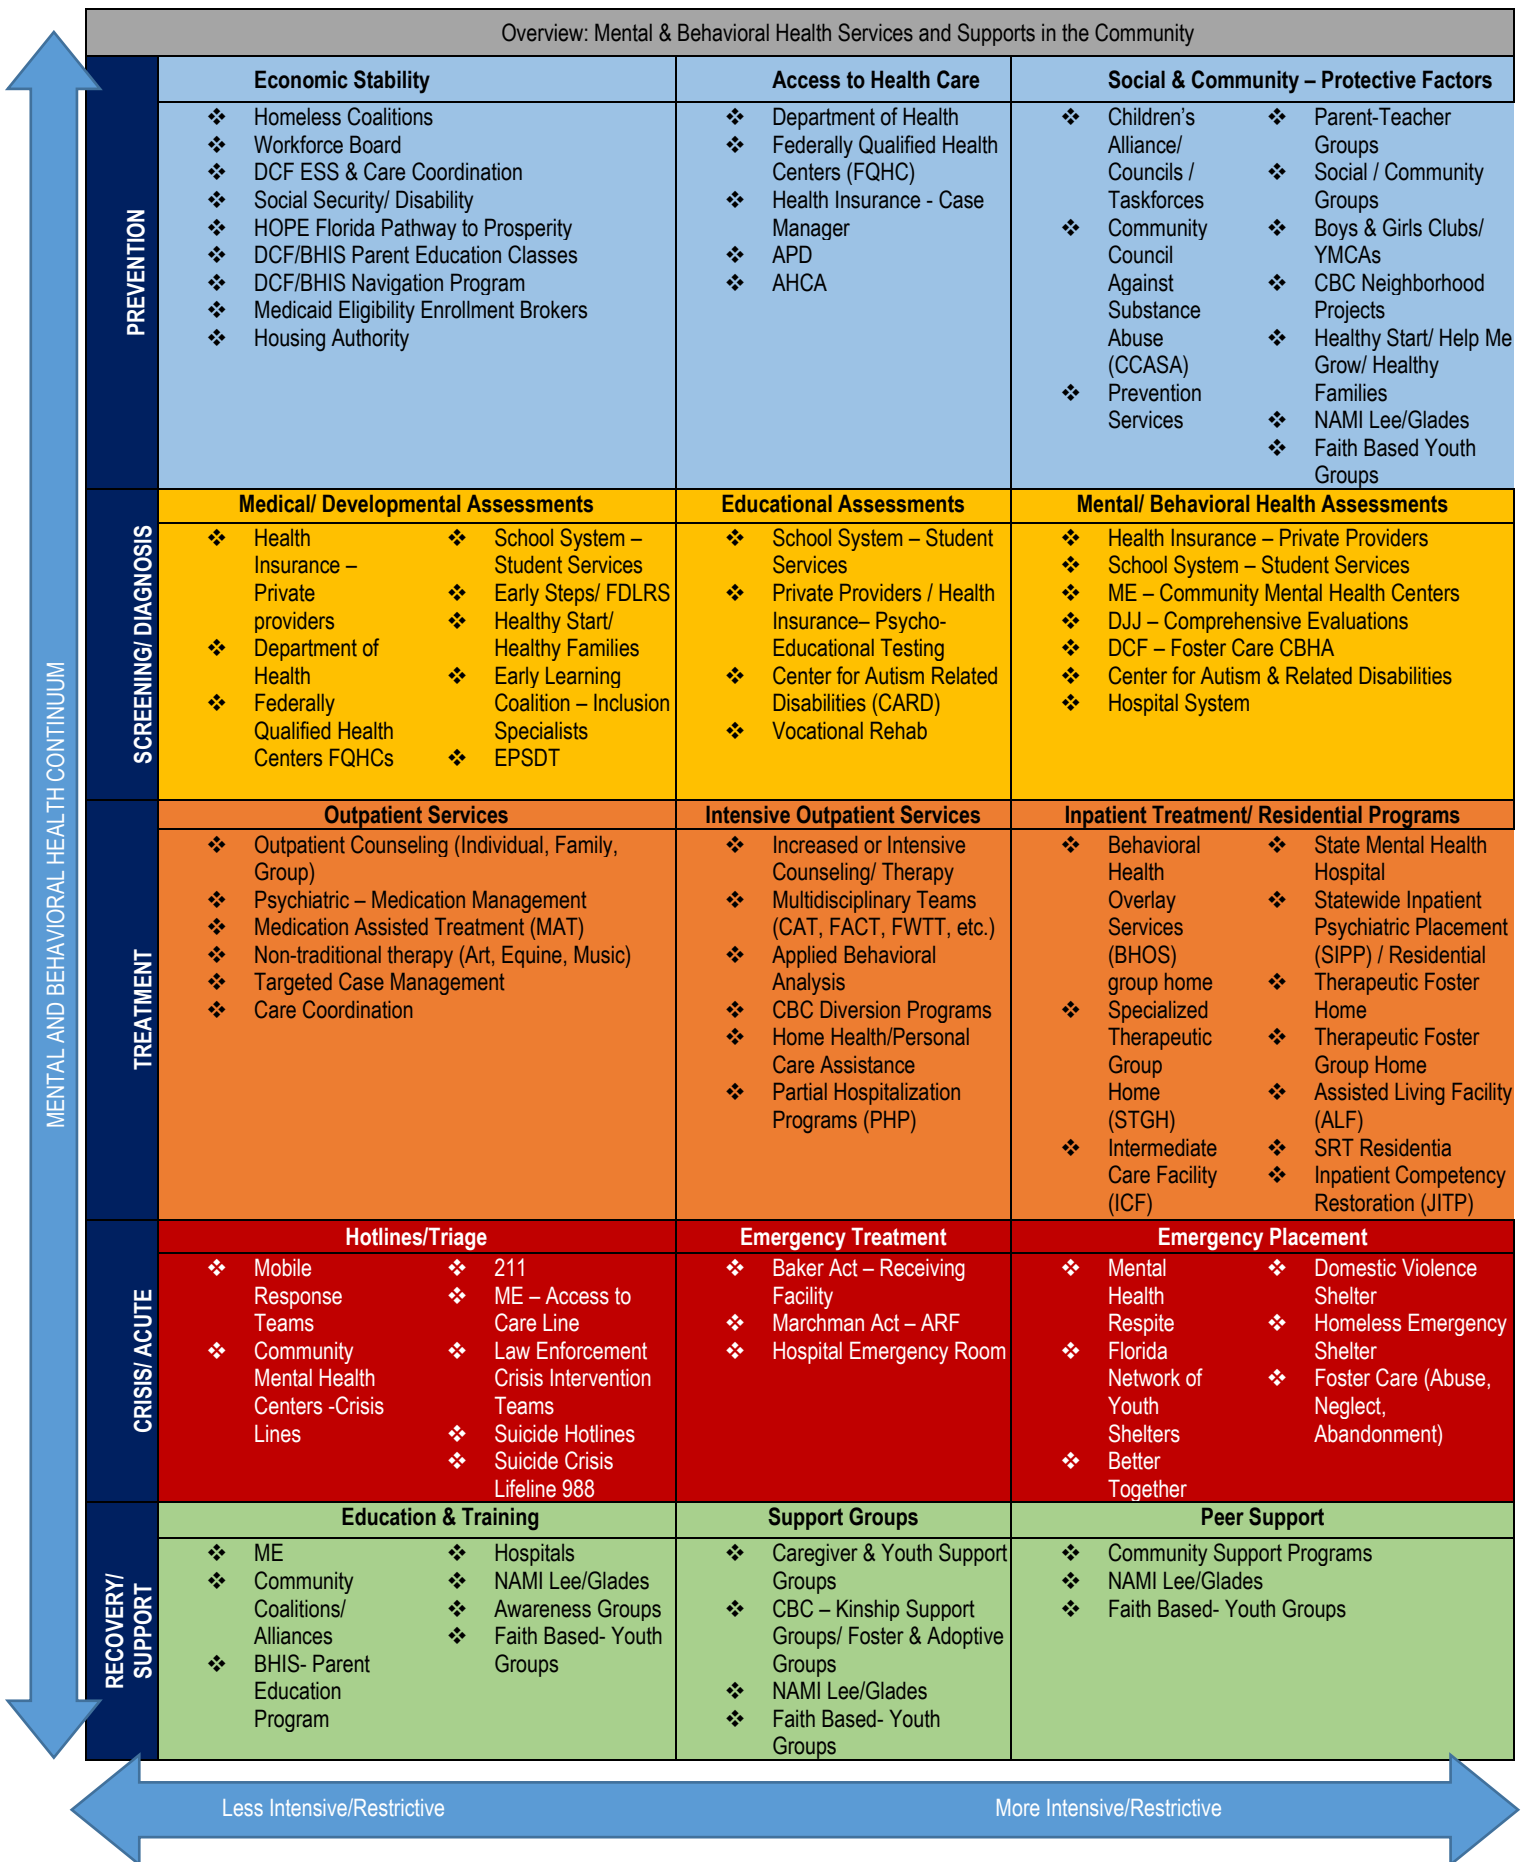 Overview: Mental & Behavioral Health Services and Supports in the Community
MENTAL AND BEHAVIORAL HEALTH CONTINUUM
PREVENTION
Economic Stability
❖ Homeless Coalitions
❖ Workforce Board
❖ DCF ESS & Care Coordination
❖ Social Security/ Disability
❖ HOPE Florida Pathway to Prosperity
❖ DCF/BHIS Parent Education Classes
❖ DCF/BHIS Navigation Program
❖ Medicaid Eligibility Enrollment Brokers
❖ Housing Authority
Access to Health Care
❖ Department of Health
❖ Federally Qualified Health
Centers (FQHC)
❖ Health Insurance - Case
Manager
❖ APD
❖ AHCA
Social & Community – Protective Factors
❖ Children's
Alliance/
Councils /
Taskforces
❖ Community
Council
Against
Substance
Abuse
(CCASA)
❖ Prevention
Services
❖ Parent-Teacher
Groups
❖ Social / Community
Groups
❖ Boys & Girls Clubs/
YMCAs
❖ CBC Neighborhood
Projects
❖ Healthy Start/ Help Me
Grow/ Healthy
Families
❖ NAMI Lee/Glades
❖ Faith Based Youth
Groups
SCREENING/ DIAGNOSIS
Medical/ Developmental Assessments
❖ Health
Insurance –
Private
providers
❖ Department of
Health
❖ Federally
Qualified Health
Centers FQHCs
❖ School System –
Student Services
❖ Early Steps/ FDLRS
❖ Healthy Start/
Healthy Families
❖ Early Learning
Coalition – Inclusion
Specialists
❖ EPSDT
Educational Assessments
❖ School System – Student
Services
❖ Private Providers / Health
Insurance– Psycho-
Educational Testing
❖ Center for Autism Related
Disabilities (CARD)
❖ Vocational Rehab
Mental/ Behavioral Health Assessments
❖ Health Insurance – Private Providers
❖ School System – Student Services
❖ ME – Community Mental Health Centers
❖ DJJ – Comprehensive Evaluations
❖ DCF – Foster Care CBHA
❖ Center for Autism & Related Disabilities
❖ Hospital System
TREATMENT
Outpatient Services
❖ Outpatient Counseling (Individual, Family,
Group)
❖ Psychiatric – Medication Management
❖ Medication Assisted Treatment (MAT)
❖ Non-traditional therapy (Art, Equine, Music)
❖ Targeted Case Management
❖ Care Coordination
Intensive Outpatient Services
❖ Increased or Intensive
Counseling/ Therapy
❖ Multidisciplinary Teams
(CAT, FACT, FWTT, etc.)
❖ Applied Behavioral
Analysis
❖ CBC Diversion Programs
❖ Home Health/Personal
Care Assistance
❖ Partial Hospitalization
Programs (PHP)
Inpatient Treatment/ Residential Programs
❖ Behavioral
Health
Overlay
Services
(BHOS)
group home
❖ Specialized
Therapeutic
Group
Home
(STGH)
❖ Intermediate
Care Facility
(ICF)
❖ State Mental Health
Hospital
❖ Statewide Inpatient
Psychiatric Placement
(SIPP) / Residential
❖ Therapeutic Foster
Home
❖ Therapeutic Foster
Group Home
❖ Assisted Living Facility
(ALF)
❖ SRT Residentia
❖ Inpatient Competency
Restoration (JITP)
CRISIS/ ACUTE
Hotlines/Triage
❖ Mobile
Response
Teams
❖ Community
Mental Health
Centers -Crisis
Lines
❖ 211
❖ ME – Access to
Care Line
❖ Law Enforcement
Crisis Intervention
Teams
❖ Suicide Hotlines
❖ Suicide Crisis
Lifeline 988
Emergency Treatment
❖ Baker Act – Receiving
Facility
❖ Marchman Act – ARF
❖ Hospital Emergency Room
Emergency Placement
❖ Mental
Health
Respite
❖ Florida
Network of
Youth
Shelters
❖ Better
Together
❖ Domestic Violence
Shelter
❖ Homeless Emergency
Shelter
❖ Foster Care (Abuse,
Neglect,
Abandonment)
RECOVERY/
SUPPORT
Education & Training
❖ ME
❖ Community
Coalitions/
Alliances
❖ BHIS- Parent
Education
Program
❖ Hospitals
❖ NAMI Lee/Glades
❖ Awareness Groups
❖ Faith Based- Youth
Groups
Support Groups
❖ Caregiver & Youth Support
Groups
❖ CBC – Kinship Support
Groups/ Foster & Adoptive
Groups
❖ NAMI Lee/Glades
❖ Faith Based- Youth
Groups
Peer Support
❖ Community Support Programs
❖ NAMI Lee/Glades
❖ Faith Based- Youth Groups
Less Intensive/Restrictive
More Intensive/Restrictive